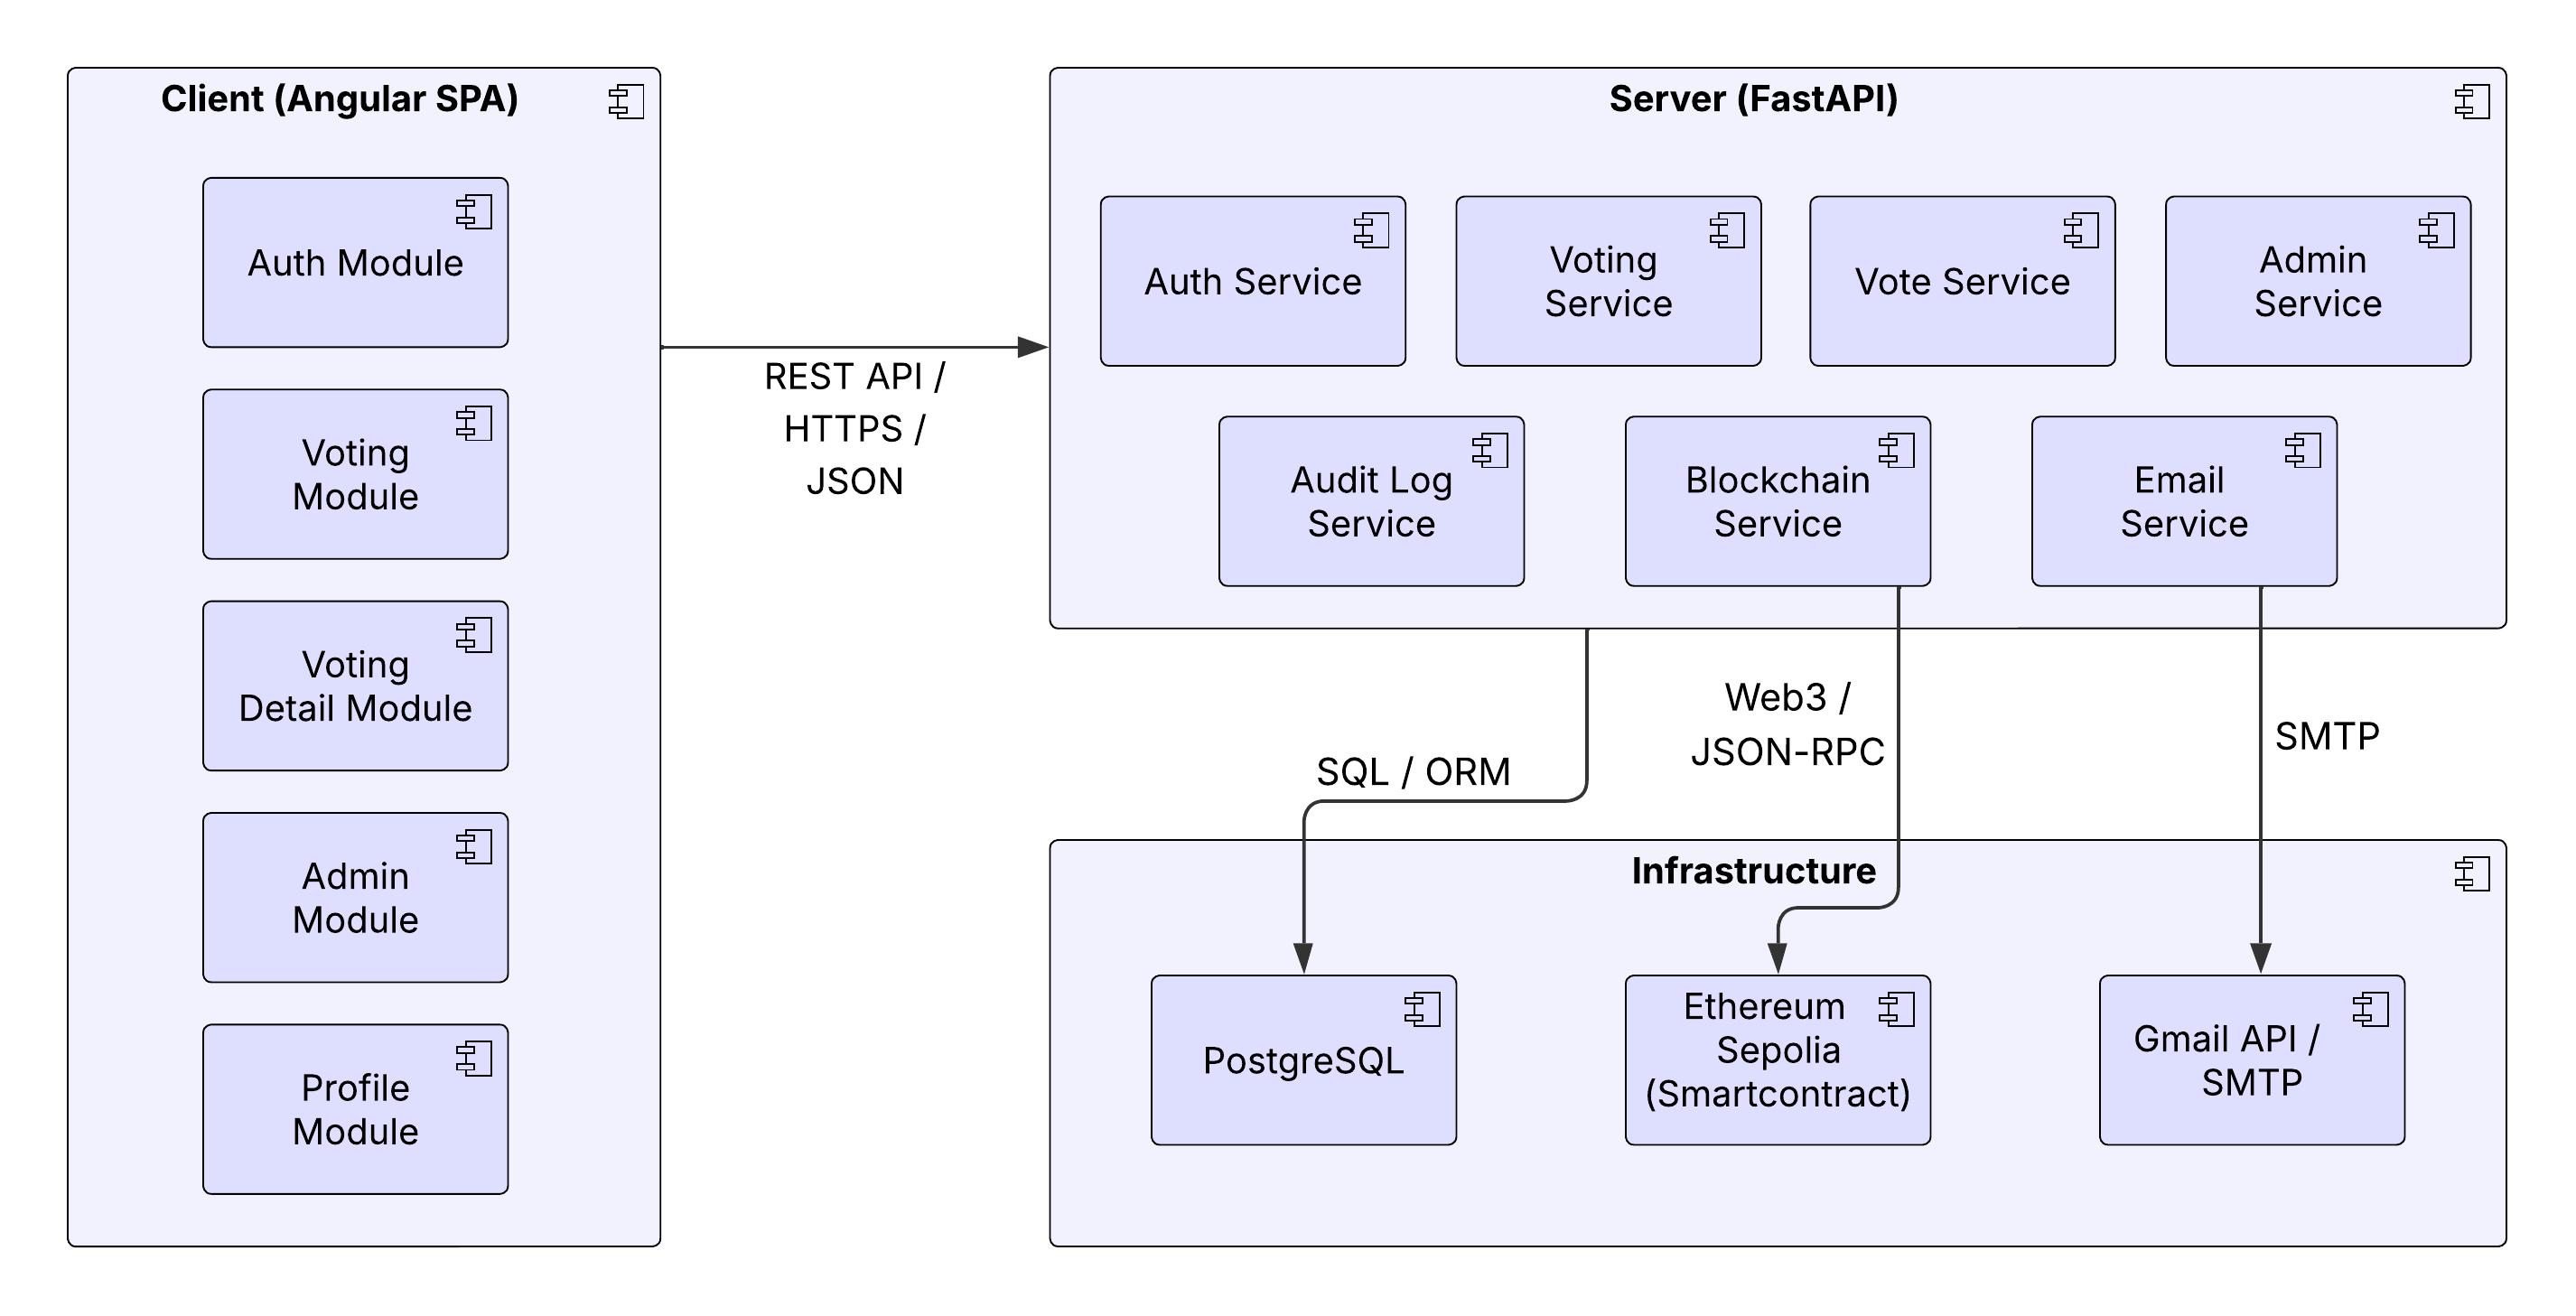 Client (Angular SPA)
Auth Module
Voting
Module
Voting
Detail Module
Admin
Module
Profile
Module
REST API /
HTTPS /
JSON
Server (FastAPI)
Auth Service
Voting
Service
Vote Service
Admin
Service
Audit Log
Service
Blockchain
Service
Email
Service
SQL / ORM
Web3 /
JSON-RPC
SMTP
Infrastructure
PostgreSQL
Ethereum
Sepolia
(Smartcontract)
Gmail API /
SMTP